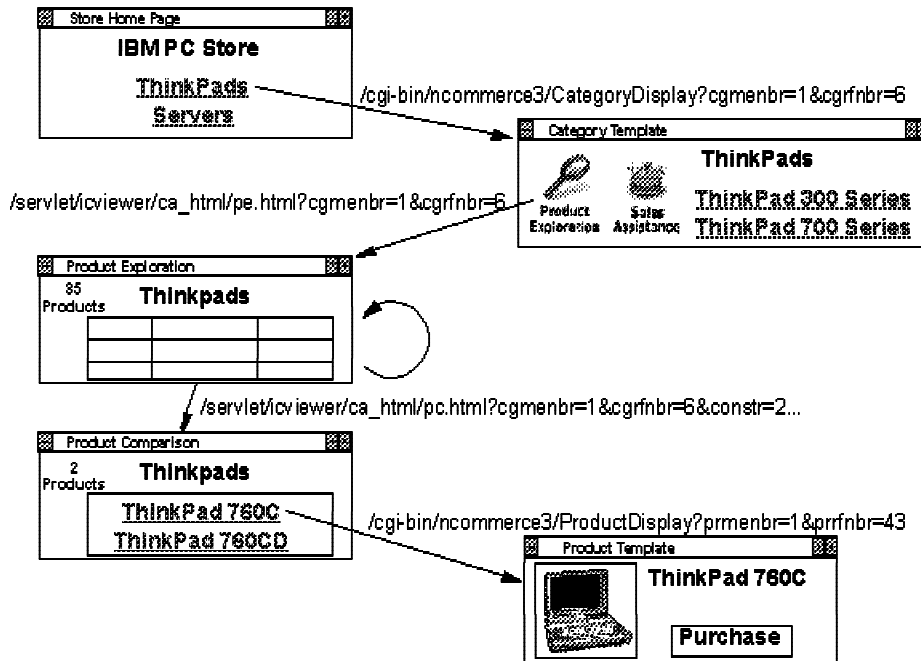 Store Home Page
IBM PC Store
ThinkPads
Servers
/cgi-bin/ncommerce3/CategoryDisplay?cgmenbr=1&cgrfnbr=6
Category Template
ThinkPads
Product Exploration
Sales Assistance
ThinkPad 300 Series
ThinkPad 700 Series
/servlet/icviewer/ca_html/pe.html?cgmenbr=1&cgrfnbr=6
Product Exploration
35 Products
Thinkpads
/servlet/icviewer/ca_html/pc.html?cgmenbr=1&cgrfnbr=6&constr=2...
Product Comparison
2 Products
Thinkpads
ThinkPad 760C
ThinkPad 760CD
/cgi-bin/ncommerce3/ProductDisplay?prmenbr=1&prrfnbr=43
Product Template
ThinkPad 760C
Purchase